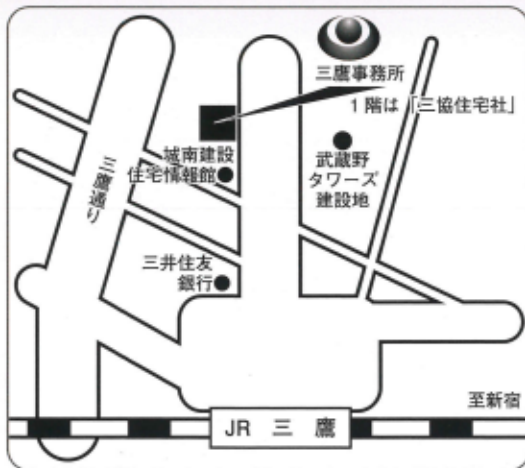 三鷹事務所
1階は「三協住宅社」
城南建設
住宅情報館
武蔵野
タワーズ
建設地
三鷹通り
三井住友
銀行
至新宿
JR 三鷹